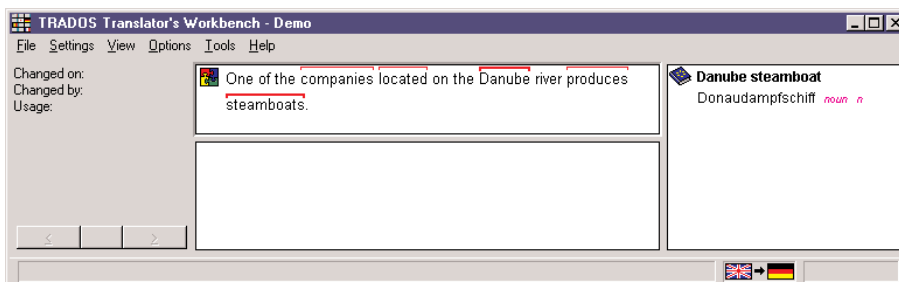 TRADOS Translator's Workbench - Demo
File Settings View Options Tools Help
Changed on:
Changed by:
Usage:
One of the companies located on the Danube river produces
steamboats.
Danube steamboat
Donaudampfschiff noun n
< >